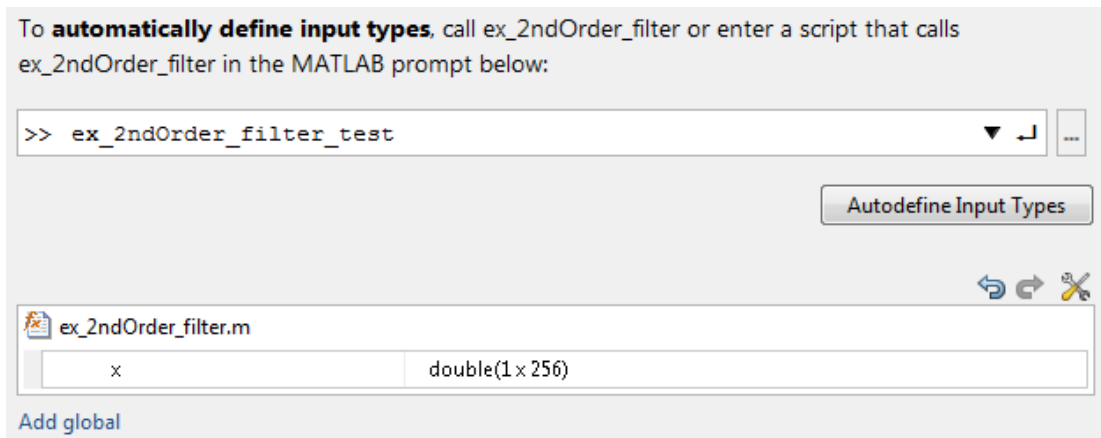 To automatically define input types, call ex_2ndOrder_filter or enter a script that calls
ex_2ndOrder_filter in the MATLAB prompt below:
>> ex_2ndOrder_filter_test
...
Autodefine Input Types
ex_2ndOrder_filter.m
x double(1 x 256)
Add global